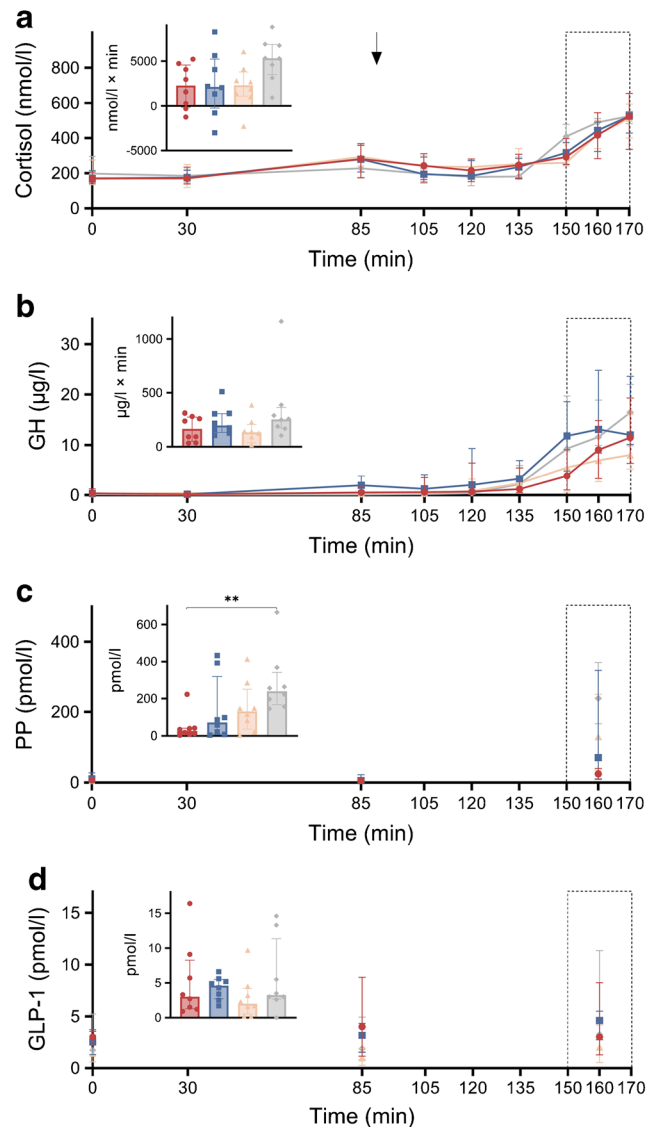 a
Cortisol (nmol/l)
800
600
400
200
0
nmol/l × min
5000
0
-5000
0 30 85 105 120 135 150 160 170
Time (min)
b
GH (µg/l)
30
20
10
0
µg/l × min
1000
500
0
0 30 85 105 120 135 150 160 170
Time (min)
c
PP (pmol/l)
400
200
0
pmol/l
600
400
200
0
**
0 30 85 105 120 135 150 160 170
Time (min)
d
GLP-1 (pmol/l)
15
10
5
0
pmol/l
15
10
5
0
0 30 85 105 120 135 150 160 170
Time (min)